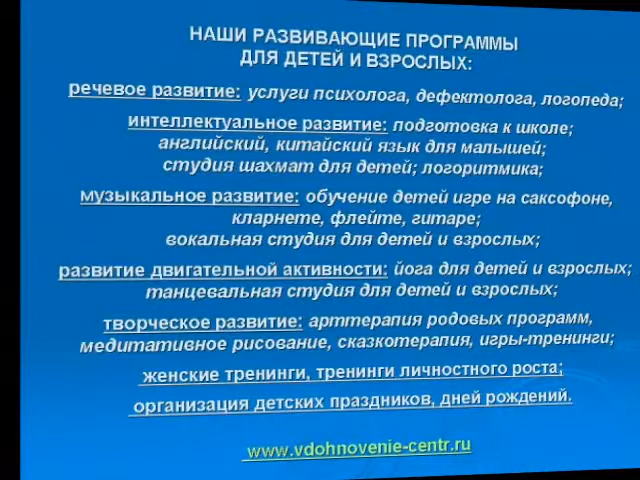 НАШИ РАЗВИВАЮЩИЕ ПРОГРАММЫ
ДЛЯ ДЕТЕЙ И ВЗРОСЛЫХ:
речевое развитие: услуги психолога, дефектолога, логопеда;
интеллектуальное развитие: подготовка к школе;
английский, китайский язык для малышей;
студия шахмат для детей; логоритмика;
музыкальное развитие: обучение детей игре на саксофоне,
кларнете, флейте, гитаре;
вокальная студия для детей и взрослых;
развитие двигательной активности: йога для детей и взрослых;
танцевальная студия для детей и взрослых;
творческое развитие: арттерапия родовых программ,
медитативное рисование, сказкотерапия, игры-тренинги;
женские тренинги, тренинги личностного роста;
организация детских праздников, дней рождений.
www.vdohnovenie-centr.ru